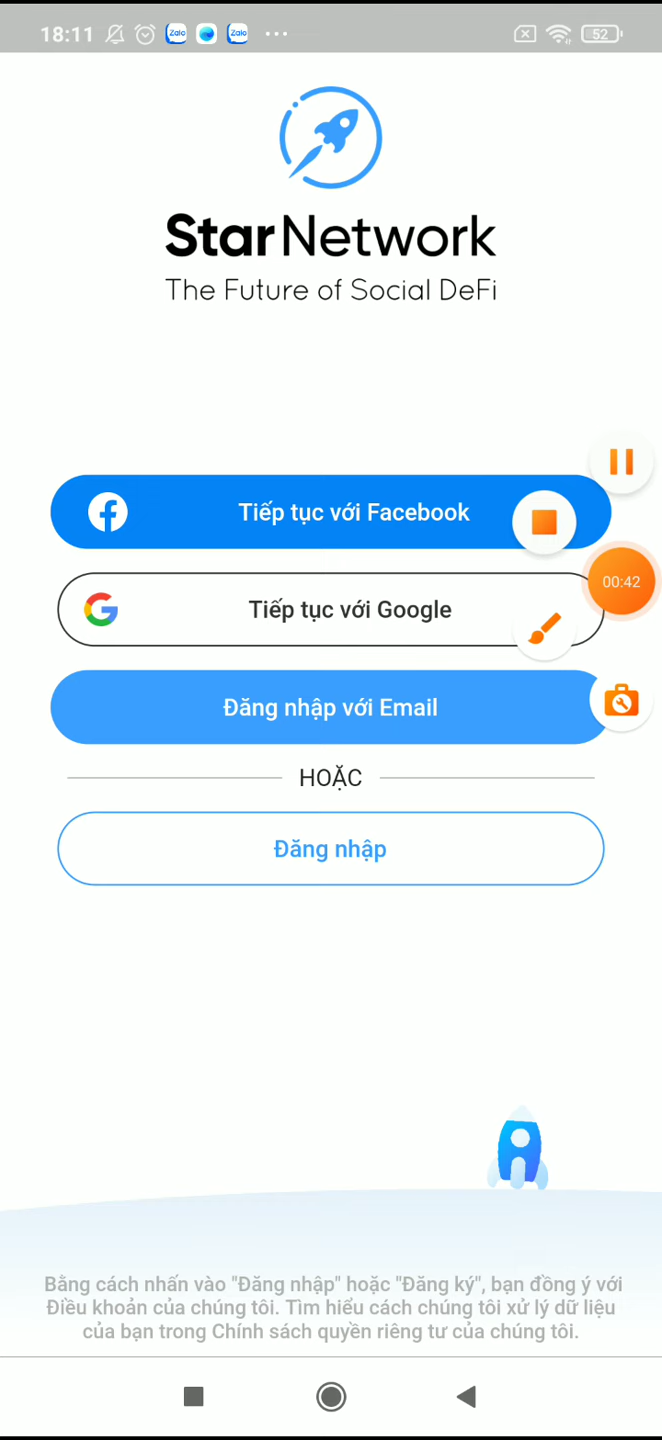 18:11
Zalo
Zalo
52
StarNetwork
The Future of Social DeFi
Tiếp tục với Facebook
00:42
Tiếp tục với Google
Đăng nhập với Email
HOẶC
Đăng nhập
Bằng cách nhấn vào "Đăng nhập" hoặc "Đăng ký", bạn đồng ý với
Điều khoản của chúng tôi. Tìm hiểu cách chúng tôi xử lý dữ liệu
của bạn trong Chính sách quyền riêng tư của chúng tôi.